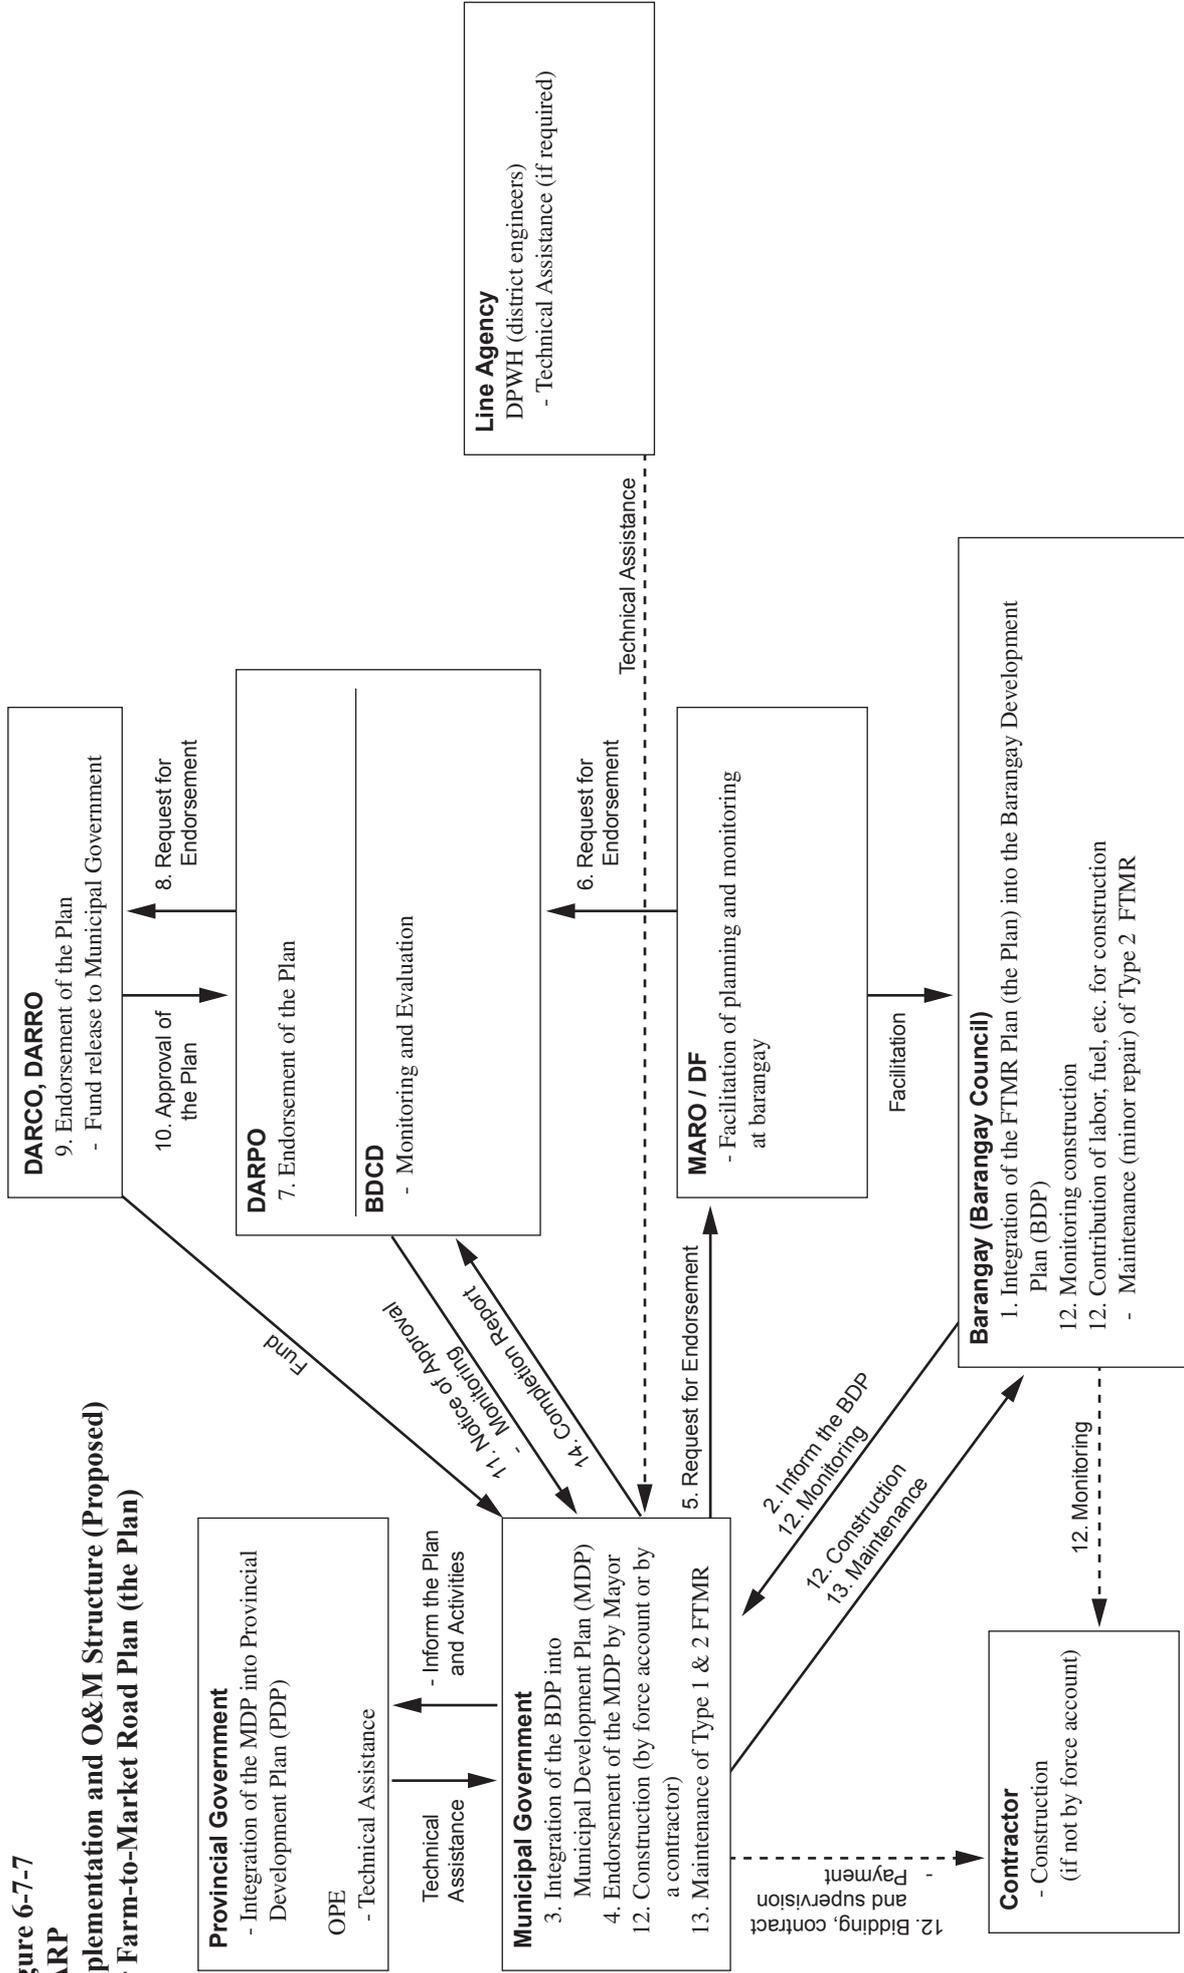 gure 6-7-7
ARP
plementation and O&M Structure (Proposed)
Farm-to-Market Road Plan (the Plan)
Provincial Government
- Integration of the MDP into Provincial
Development Plan (PDP)
OPE
- Technical Assistance
Technical
Assistance
- Inform the Plan
and Activities
Municipal Government
3. Integration of the BDP into
Municipal Development Plan (MDP)
4. Endorsement of the MDP by Mayor
12. Construction (by force account or by
a contractor)
13. Maintenance of Type 1 & 2 FTMR
12. Bidding, contract
and supervision
- Payment
Contractor
- Construction
(if not by force account)
DARCO, DARRO
9. Endorsement of the Plan
- Fund release to Municipal Government
10. Approval of
the Plan
8. Request for
Endorsement
Fund
DARPO
7. Endorsement of the Plan
BDCD
- Monitoring and Evaluation
11. Notice of Approval
- Monitoring
14. Completion Report
6. Request for
Endorsement
Technical Assistance
5. Request for Endorsement
MARO / DF
- Facilitation of planning and monitoring
at barangay
Facilitation
2. Inform the BDP
12. Monitoring
12. Construction
13. Maintenance
12. Monitoring
Barangay (Barangay Council)
1. Integration of the FTMR Plan (the Plan) into the Barangay Development
Plan (BDP)
12. Monitoring construction
12. Contribution of labor, fuel, etc. for construction
- Maintenance (minor repair) of Type 2 FTMR
Line Agency
DPWH (district engineers)
- Technical Assistance (if required)